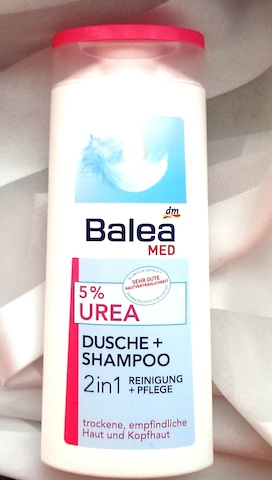 dm
Balea
MED
5%
UREA
SEHR GUTE
HAUTVERTRÄGLICHKEIT
DUSCHE +
SHAMPOO
2in1 REINIGUNG
+ PFLEGE
trockene, empfindliche
Haut und Kopfhaut